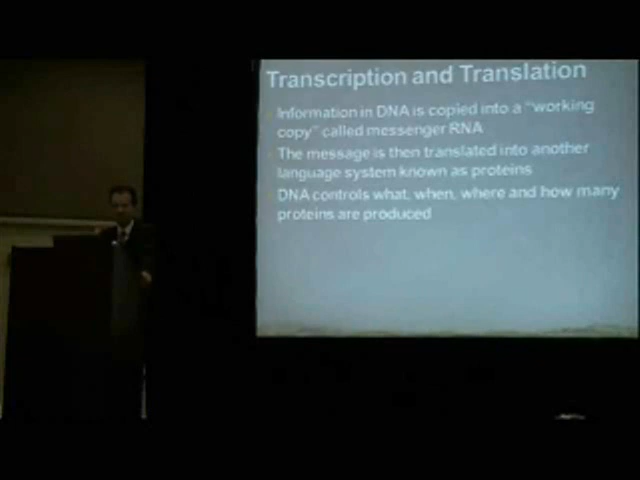 Transcription and Translation
Information in DNA is copied into a "working
copy" called messenger RNA
The message is then translated into another
language system known as proteins
DNA controls what, when, where and how many
proteins are produced